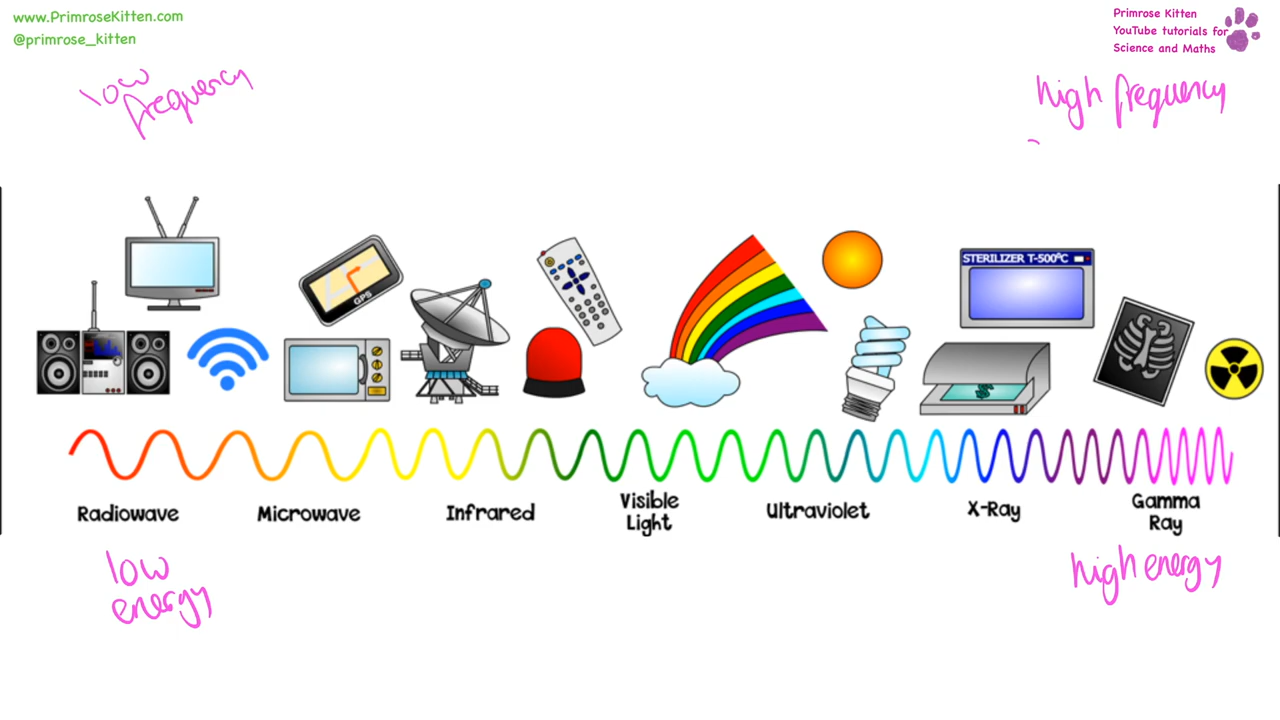 www.PrimroseKitten.com
@primrose_kitten
Primrose Kitten
YouTube tutorials for
Science and Maths
low
frequency
high frequency
GPS
STERILIZER T-500°C
Radiowave
Microwave
Infrared
Visible
Light
Ultraviolet
X-Ray
Gamma
Ray
low
energy
high energy